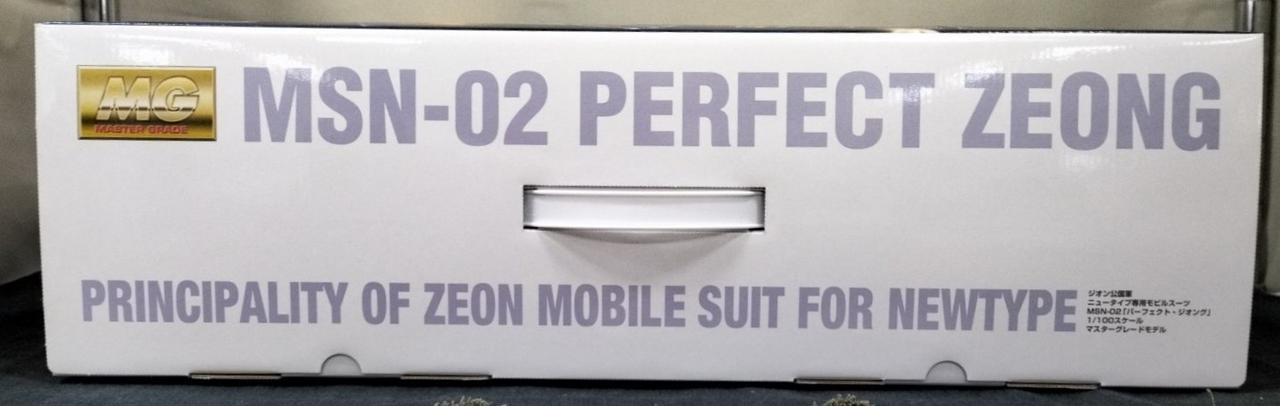 MG
MASTER GRADE
MSN-02 PERFECT ZEONG
PRINCIPALITY OF ZEON MOBILE SUIT FOR NEWTYPE
ジオン公国軍
ニュータイプ専用モビルスーツ
MSN-02「パーフェクト・ジオング」
1/100スケール
マスターグレードモデル